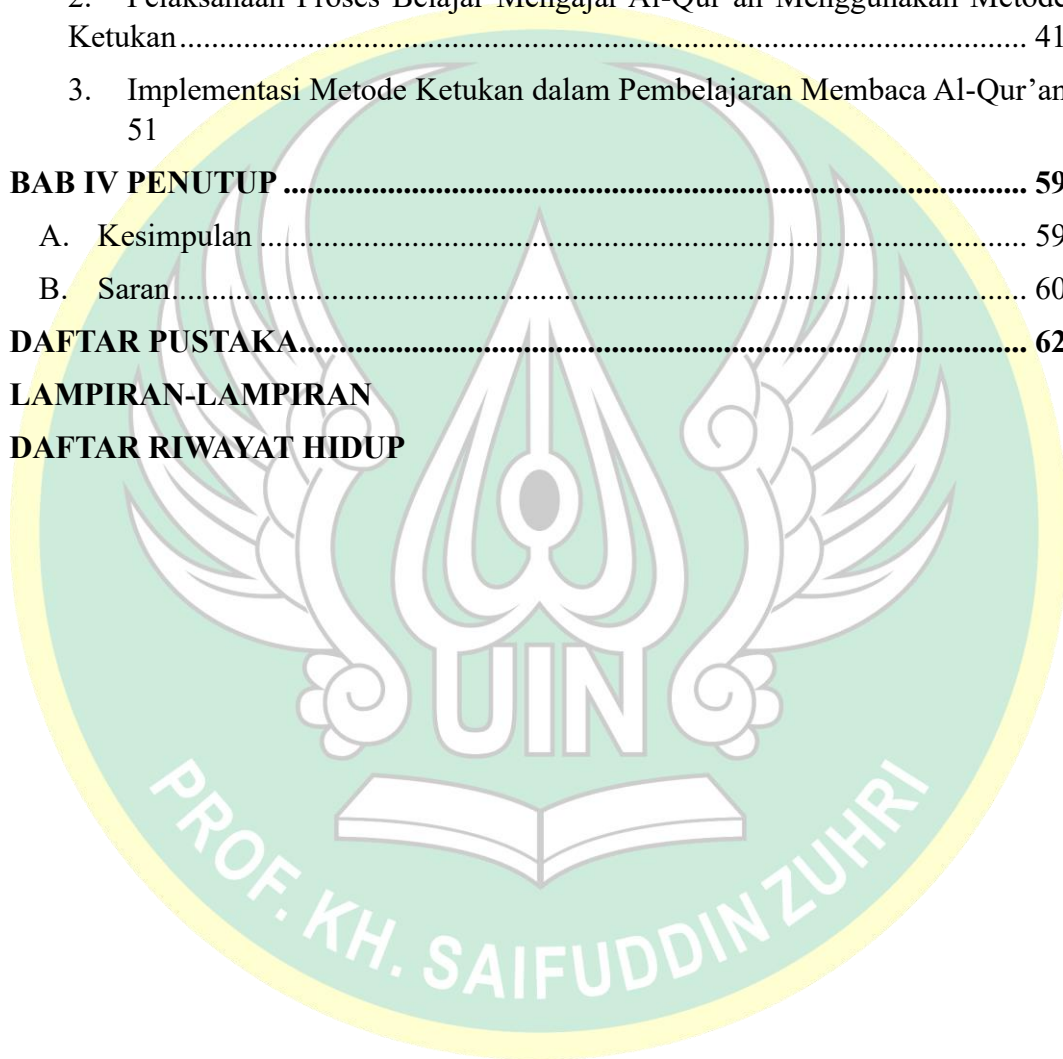 2. Pelaksanaan Proses Belajar Mengajar Al-Qur'an Menggunakan Metode
Ketukan.......... 41
3. Implementasi Metode Ketukan dalam Pembelajaran Membaca Al-Qur'an
51
BAB IV PENUTUP.......... 59
A. Kesimpulan.......... 59
B. Saran.......... 60
DAFTAR PUSTAKA.......... 62
LAMPIRAN-LAMPIRAN
DAFTAR RIWAYAT HIDUP
UIN
PROF. KH. SAIFUDDIN ZUHRI